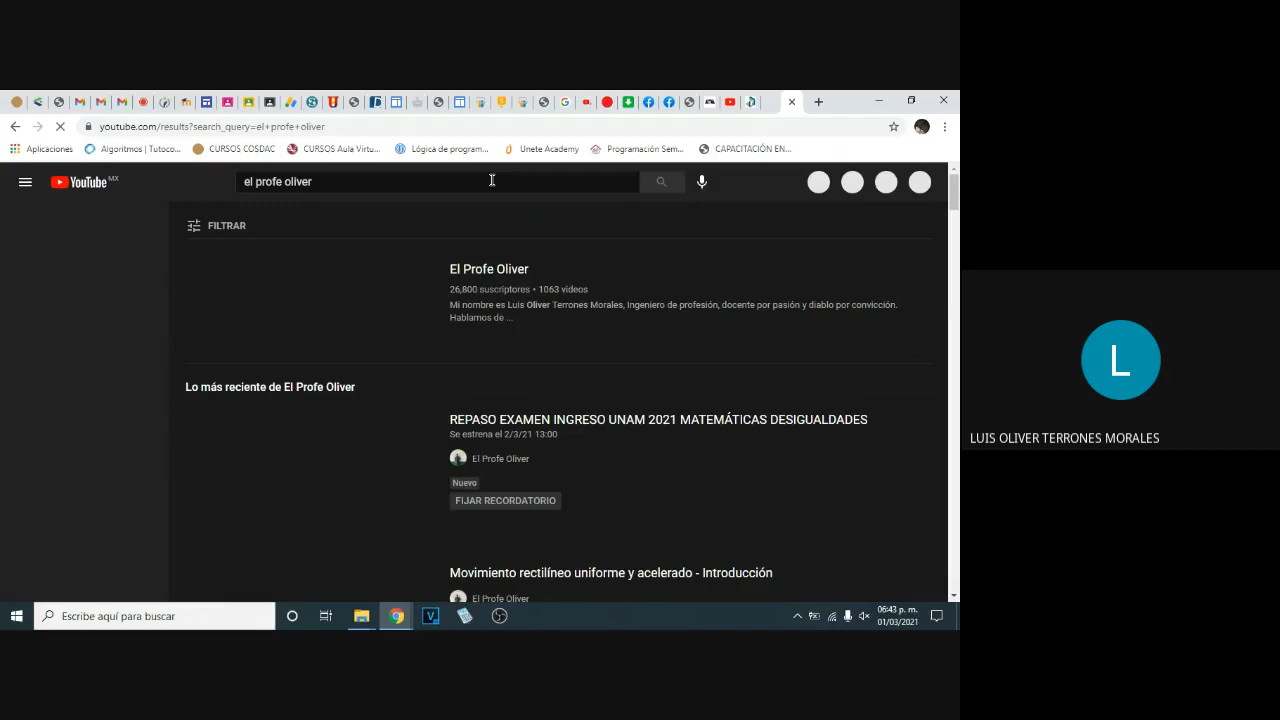 youtube.com/results?search_query=el+profe+oliver
Aplicaciones
Algoritmos | Tutoco...
CURSOS COSDAC
CURSOS Aula Virtu...
Lógica de program...
Unete Academy
Programación Sem...
CAPACITACIÓN EN...
YouTube MX
el profe oliver
FILTRAR
El Profe Oliver
26,800 suscriptores • 1063 videos
Mi nombre es Luis Oliver Terrones Morales, Ingeniero de profesión, docente por pasión y diablo por convicción.
Hablamos de ...
Lo más reciente de El Profe Oliver
REPASO EXAMEN INGRESO UNAM 2021 MATEMÁTICAS DESIGUALDADES
Se estrena el 2/3/21 13:00
El Profe Oliver
Nuevo
FIJAR RECORDATORIO
Movimiento rectilíneo uniforme y acelerado - Introducción
El Profe Oliver
Escribe aquí para buscar
V
06:43 p. m.
01/03/2021
L
LUIS OLIVER TERRONES MORALES